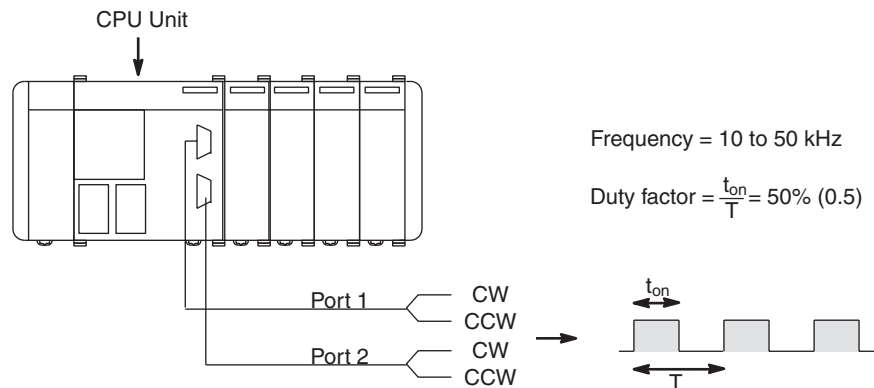 CPU Unit
Frequency = 10 to 50 kHz
Duty factor = ton/T = 50% (0.5)
Port 1
CW
CCW
Port 2
CW
CCW
ton
T